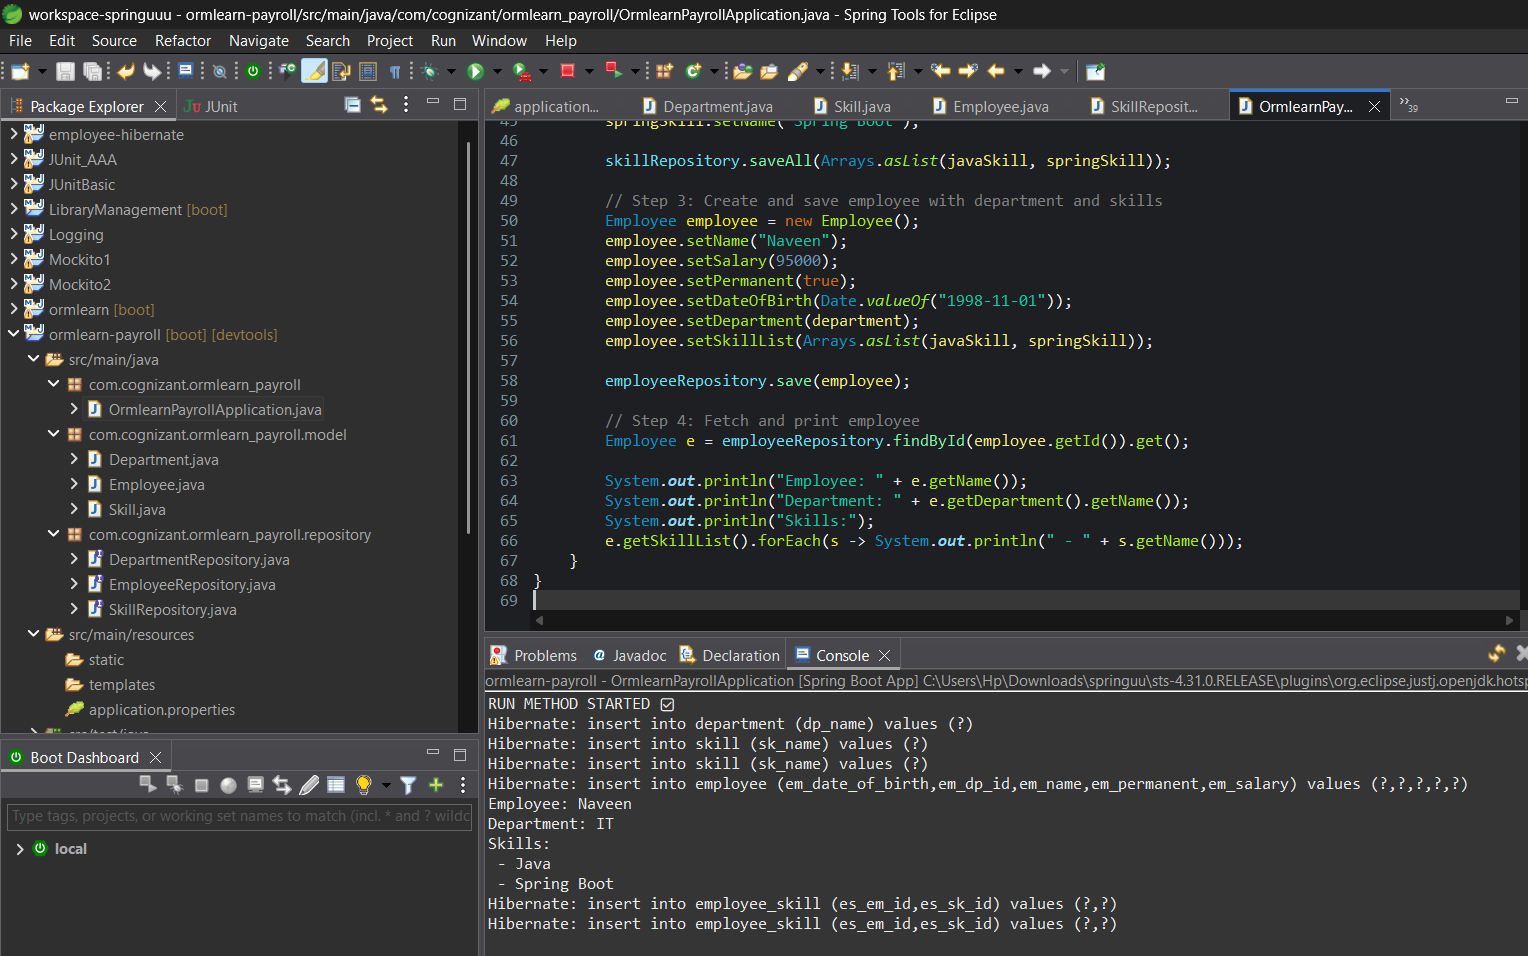 workspace-springuuu - ormlearn-payroll/src/main/java/com/cognizant/ormlearn_payroll/OrmlearnPayrollApplication.java - Spring Tools for Eclipse
File Edit Source Refactor Navigate Search Project Run Window Help
Package Explorer JUnit
employee-hibernate
JUnit_AAA
JUnitBasic
LibraryManagement [boot]
Logging
Mockito1
Mockito2
ormlearn [boot]
ormlearn-payroll [boot] [devtools]
src/main/java
com.cognizant.ormlearn_payroll
OrmlearnPayrollApplication.java
com.cognizant.ormlearn_payroll.model
Department.java
Employee.java
Skill.java
com.cognizant.ormlearn_payroll.repository
DepartmentRepository.java
EmployeeRepository.java
SkillRepository.java
src/main/resources
static
templates
application.properties
src/test/java
Boot Dashboard
Type tags, projects, or working set names to match (incl. * and ? wildc
local
application... Department.java Skill.java Employee.java SkillReposit... OrmlearnPay... »39
45 springSkill.setName("Spring Boot");
46
47 skillRepository.saveAll(Arrays.asList(javaSkill, springSkill));
48
49 // Step 3: Create and save employee with department and skills
50 Employee employee = new Employee();
51 employee.setName("Naveen");
52 employee.setSalary(95000);
53 employee.setPermanent(true);
54 employee.setDateOfBirth(Date.valueOf("1998-11-01"));
55 employee.setDepartment(department);
56 employee.setSkillList(Arrays.asList(javaSkill, springSkill));
57
58 employeeRepository.save(employee);
59
60 // Step 4: Fetch and print employee
61 Employee e = employeeRepository.findById(employee.getId()).get();
62
63 System.out.println("Employee: " + e.getName());
64 System.out.println("Department: " + e.getDepartment().getName());
65 System.out.println("Skills:");
66 e.getSkillList().forEach(s -> System.out.println(" - " + s.getName()));
67 }
68 }
69
Problems Javadoc Declaration Console
ormlearn-payroll - OrmlearnPayrollApplication [Spring Boot App] C:\Users\Hp\Downloads\springuu\sts-4.31.0.RELEASE\plugins\org.eclipse.justj.openjdk.hotsp
RUN METHOD STARTED ☑
Hibernate: insert into department (dp_name) values (?)
Hibernate: insert into skill (sk_name) values (?)
Hibernate: insert into skill (sk_name) values (?)
Hibernate: insert into employee (em_date_of_birth,em_dp_id,em_name,em_permanent,em_salary) values (?,?,?,?,?)
Employee: Naveen
Department: IT
Skills:
- Java
- Spring Boot
Hibernate: insert into employee_skill (es_em_id,es_sk_id) values (?,?)
Hibernate: insert into employee_skill (es_em_id,es_sk_id) values (?,?)